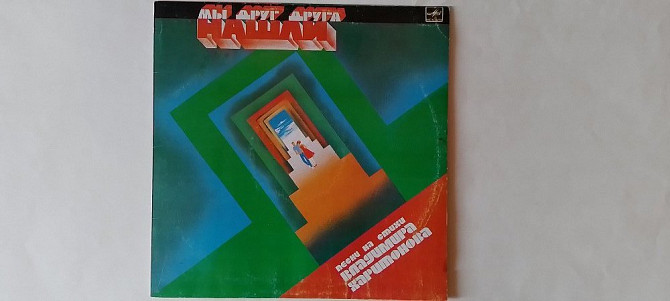 МЫ ДРУГ ДРУГА
НАШЛИ
ПЕСНИ НА СТИХИ
ВЛАДИМИРА
ХАРИТОНОВА